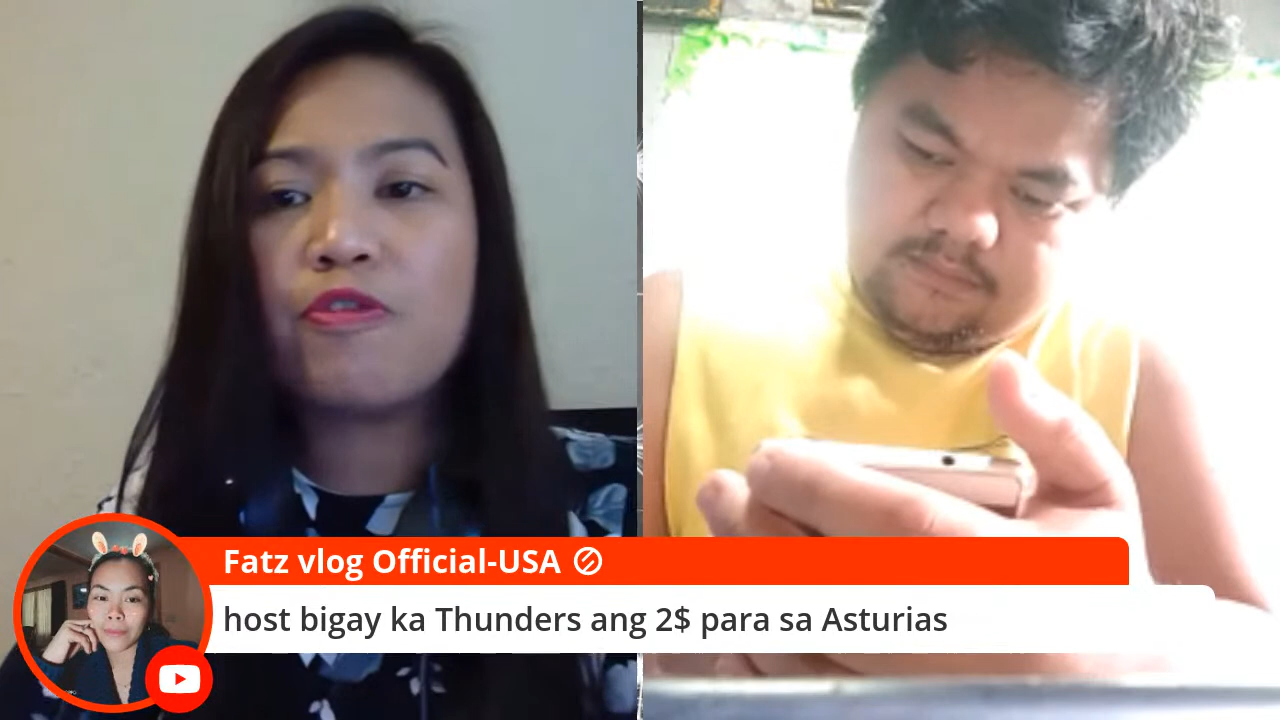 Fatz vlog Official-USA
host bigay ka Thunders ang 2$ para sa Asturias